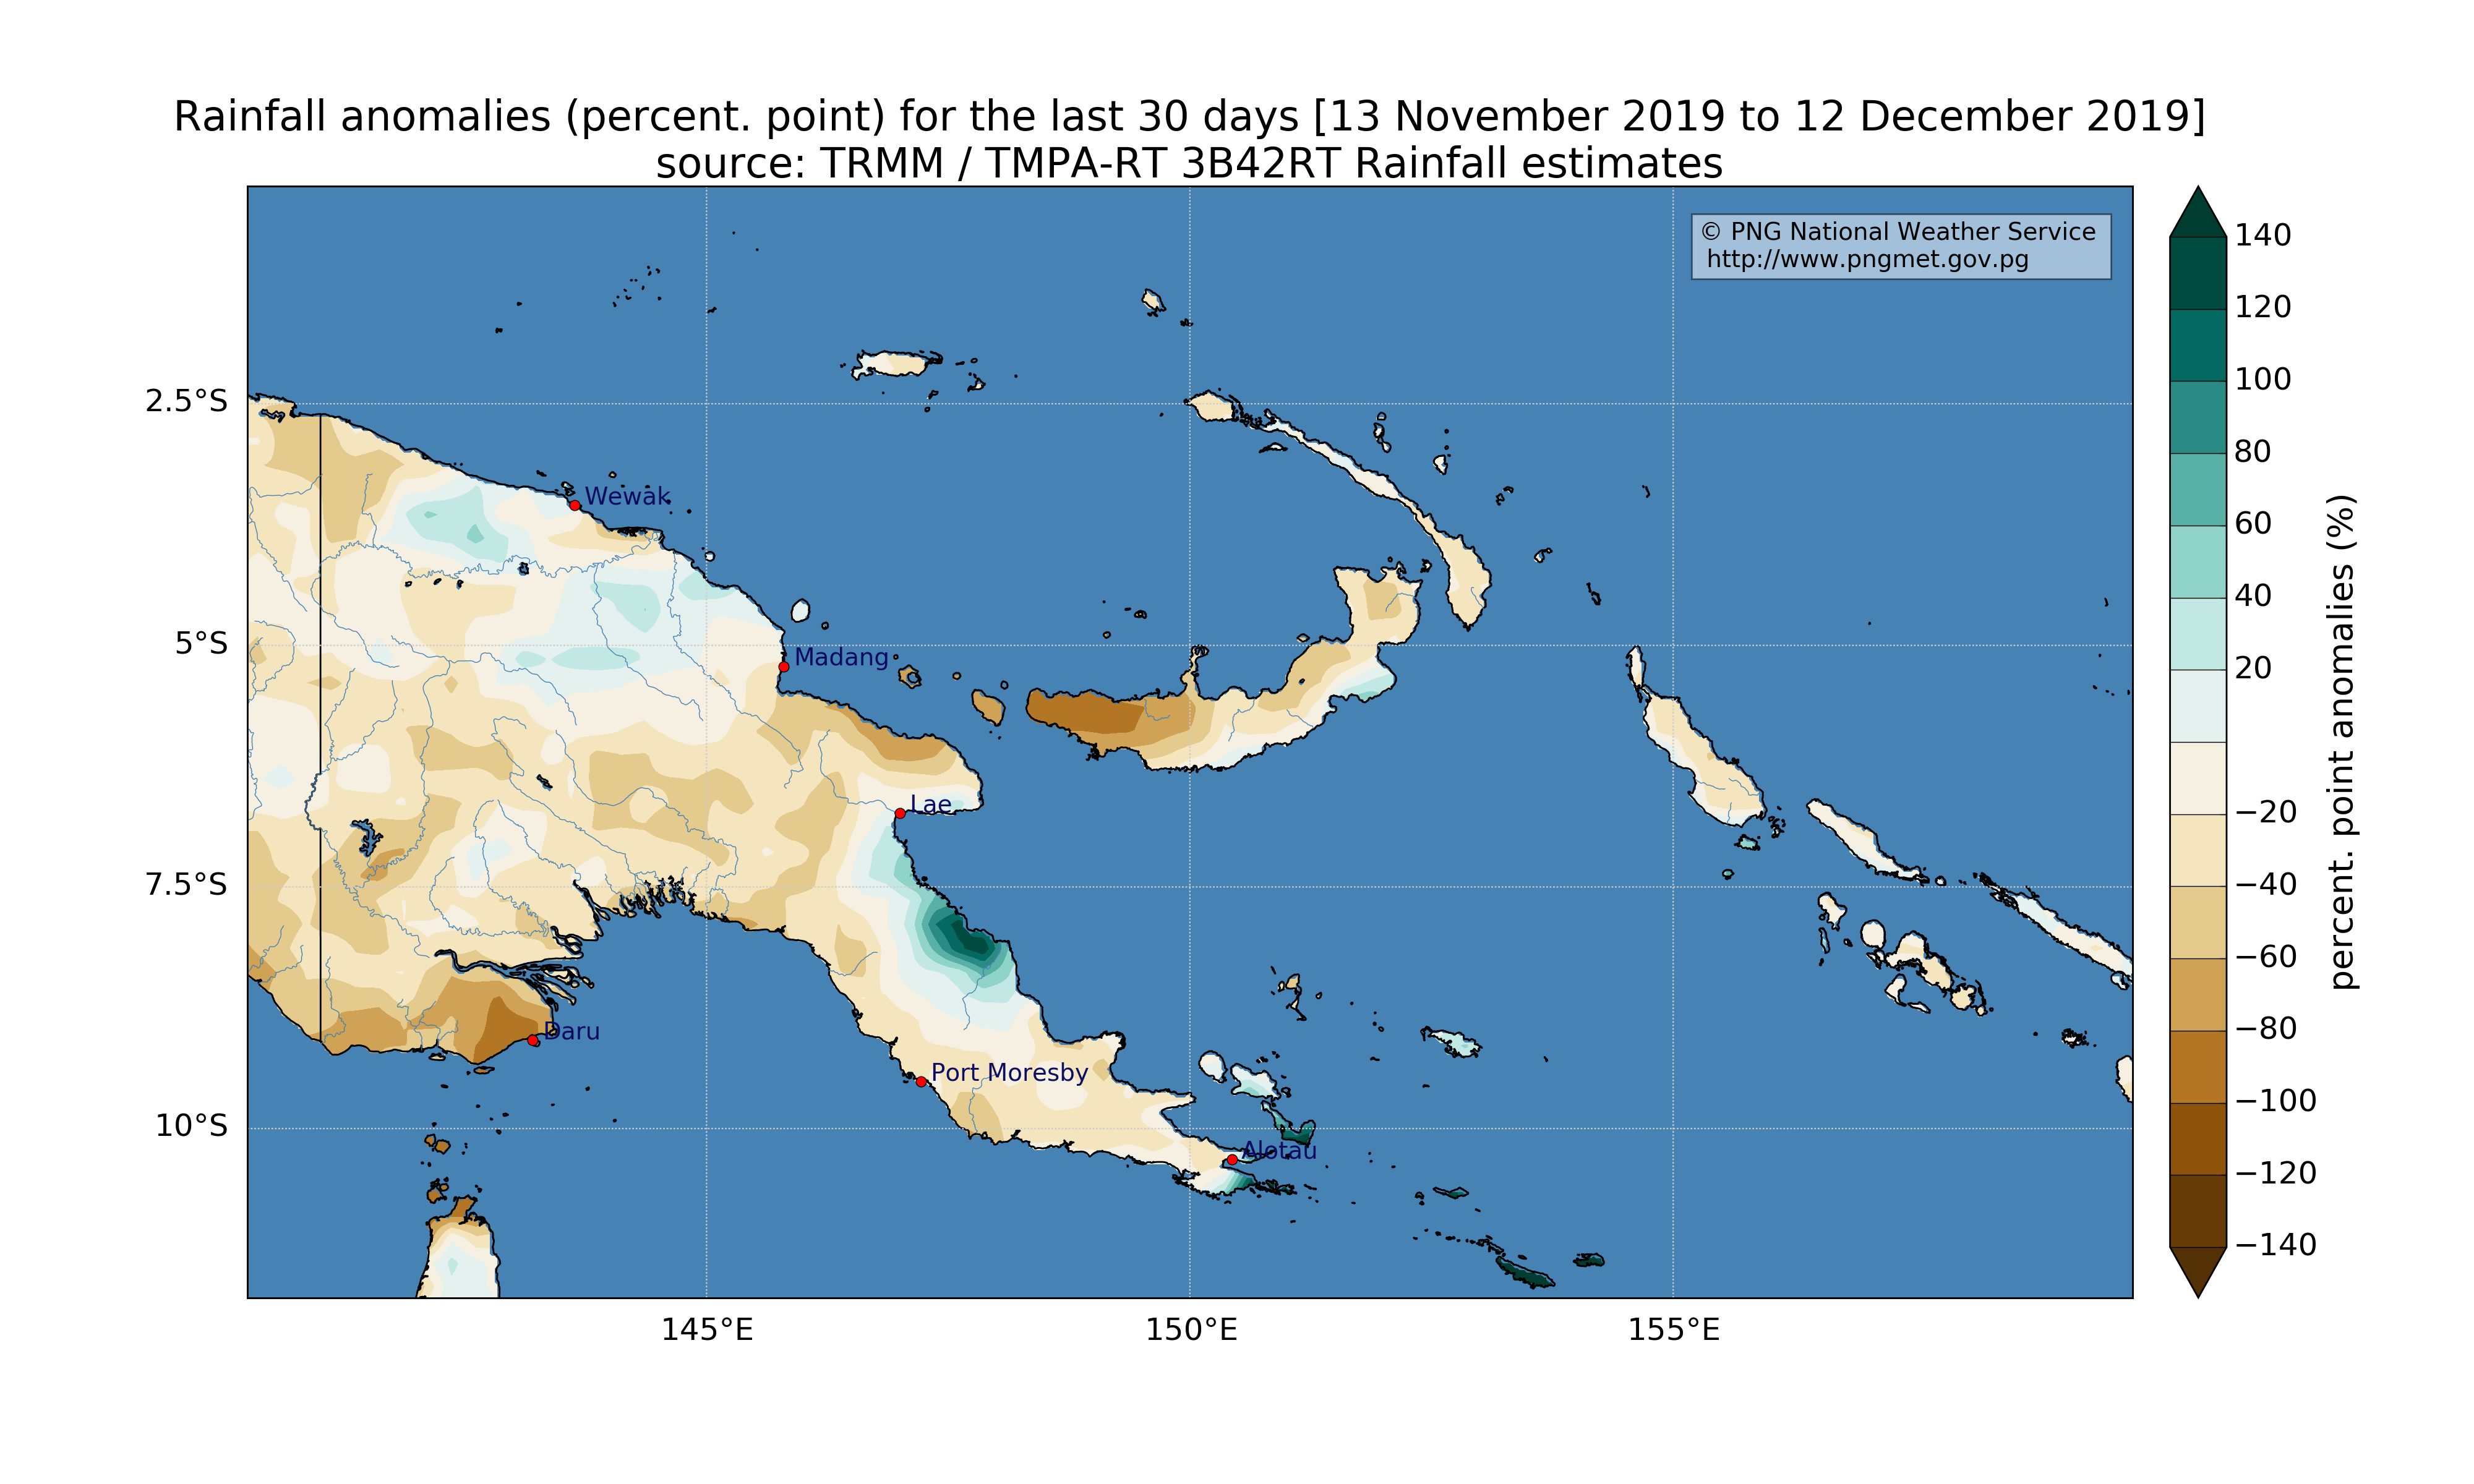 Rainfall anomalies (percent. point) for the last 30 days [13 November 2019 to 12 December 2019]
source: TRMM / TMPA-RT 3B42RT Rainfall estimates
© PNG National Weather Service
http://www.pngmet.gov.pg
2.5°S
5°S
7.5°S
10°S
145°E
150°E
155°E
Wewak
Madang
Lae
Daru
Port Moresby
Alotau
140
120
100
80
60
40
20
−20
−40
−60
−80
−100
−120
−140
percent. point anomalies (%)